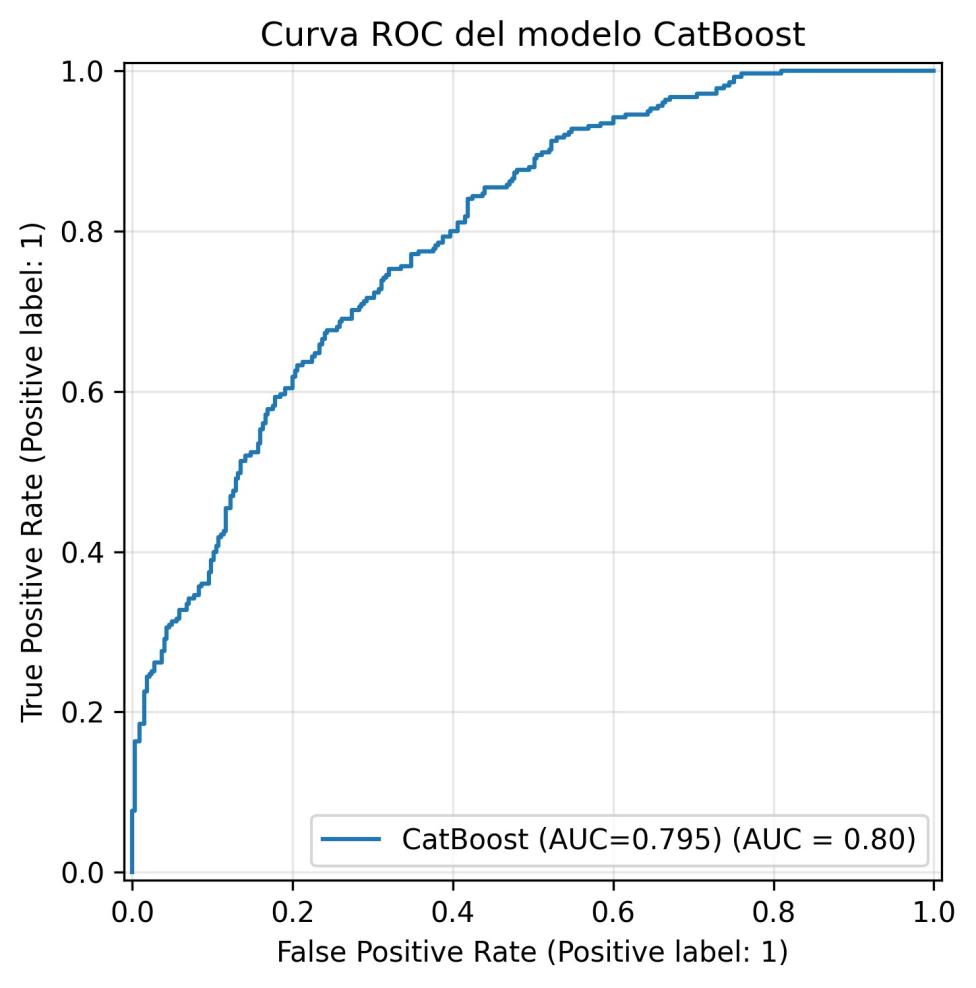 Curva ROC del modelo CatBoost
True Positive Rate (Positive label: 1)
1.0
0.8
0.6
0.4
0.2
0.0
CatBoost (AUC=0.795) (AUC = 0.80)
0.0 0.2 0.4 0.6 0.8 1.0
False Positive Rate (Positive label: 1)